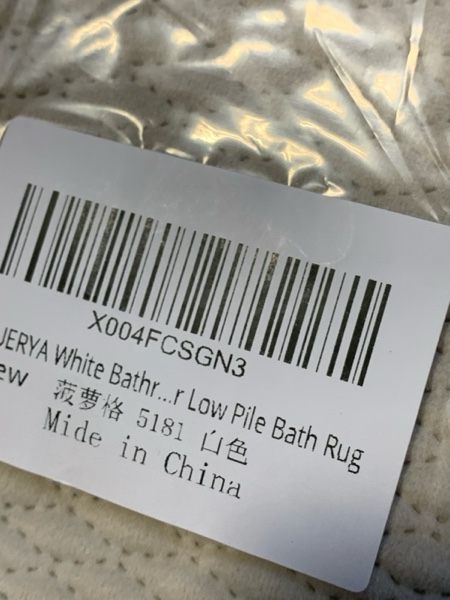 X004FCSGN3
JERYA White Bathr...r Low Pile Bath Rug
ew
菠萝格 5181 白色
Mide in China